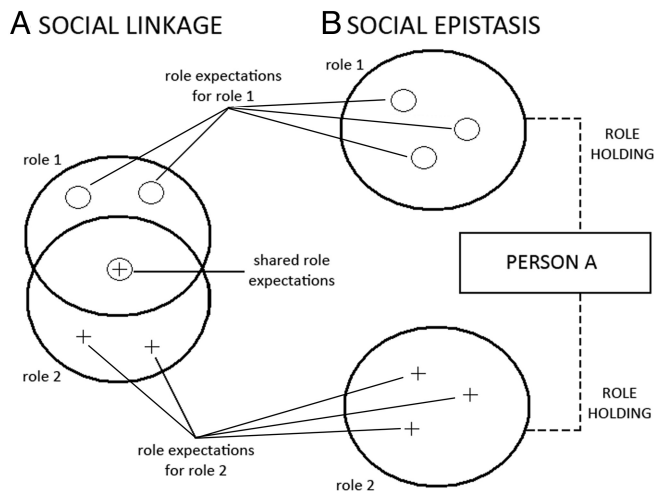 A SOCIAL LINKAGE
B SOCIAL EPISTASIS
role expectations
for role 1
role 1
role 1
ROLE
HOLDING
shared role
expectations
PERSON A
role 2
role expectations
for role 2
ROLE
HOLDING
role 2